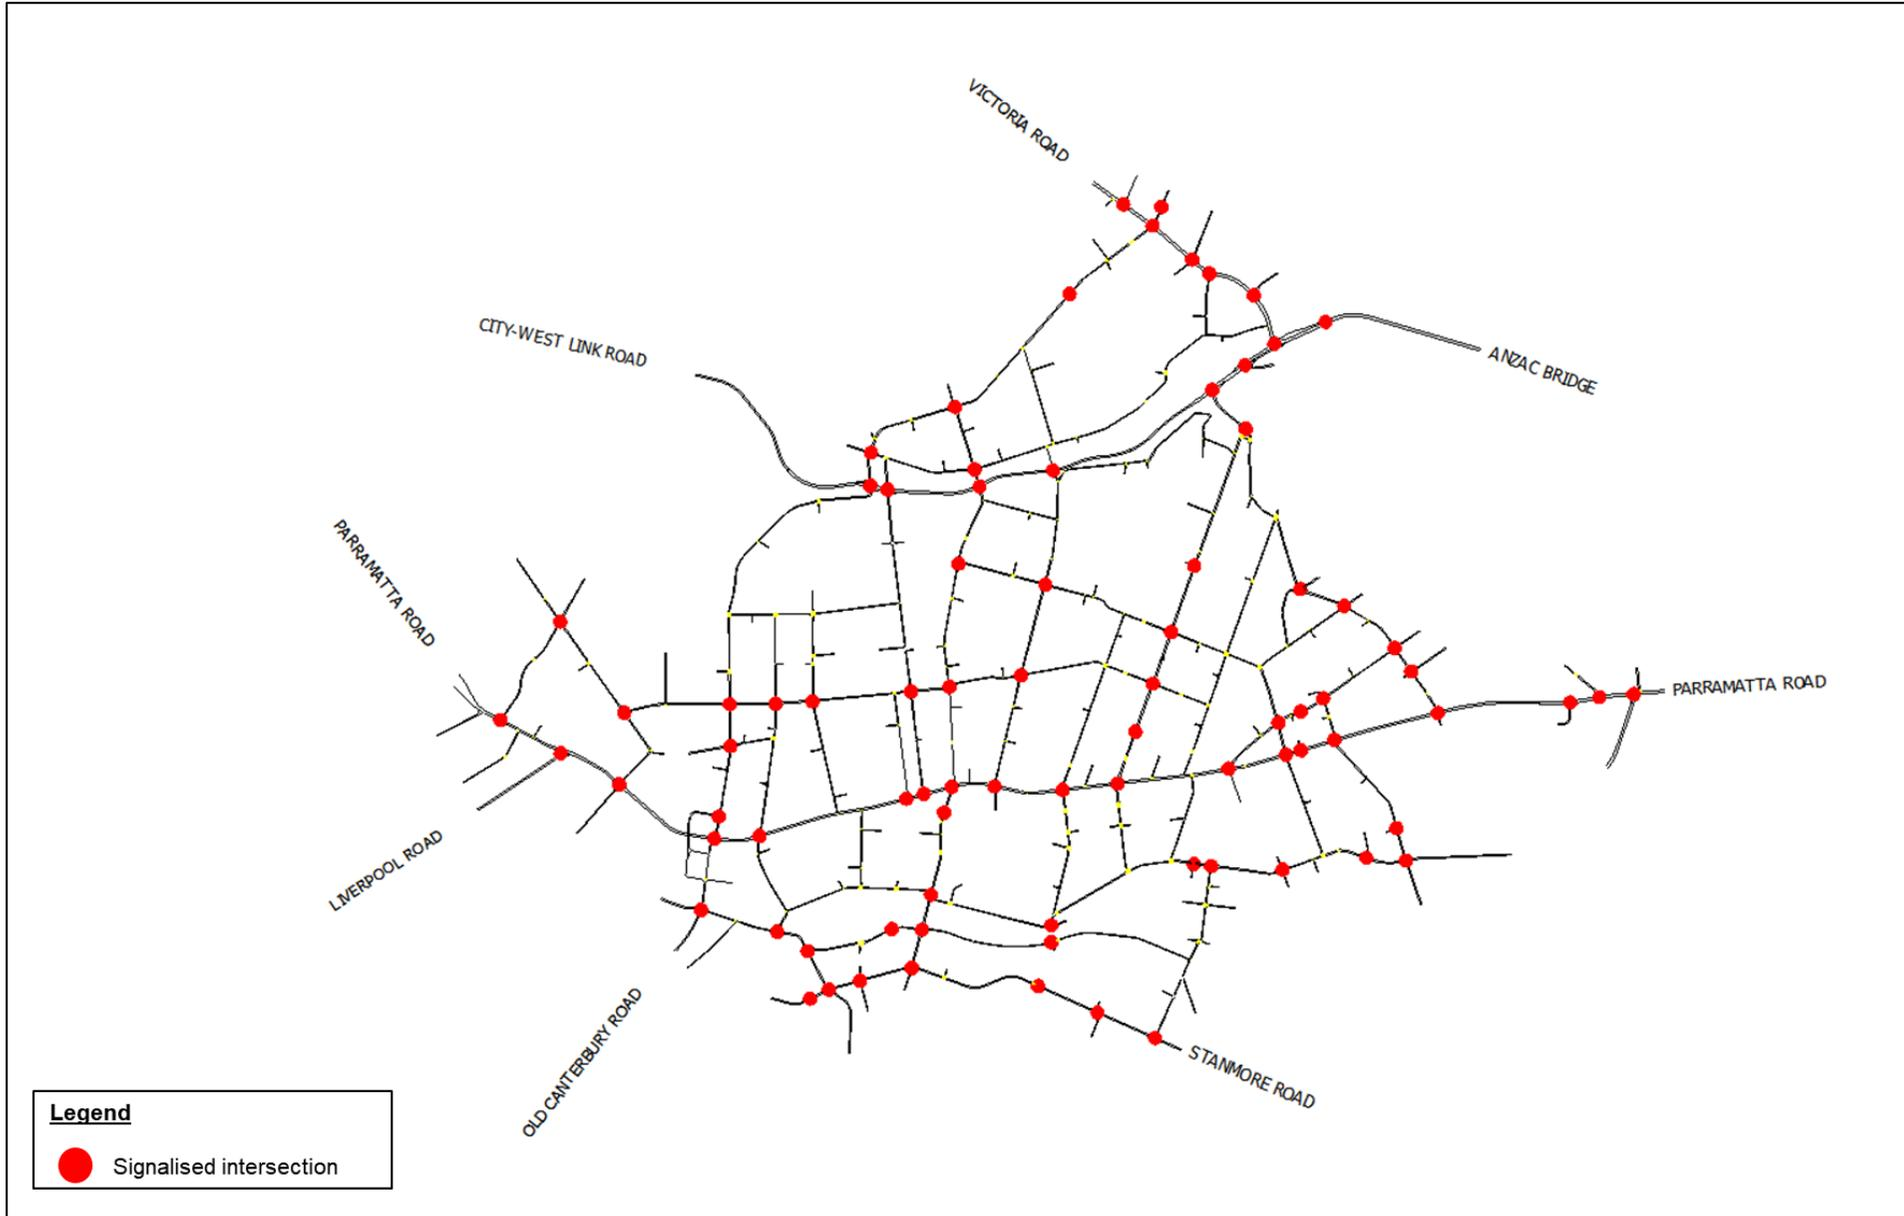 VICTORIA ROAD
CITY-WEST LINK ROAD
ANZAC BRIDGE
PARRAMATTA ROAD
PARRAMATTA ROAD
LIVERPOOL ROAD
OLD CANTERBURY ROAD
STANMORE ROAD
Legend
Signalised intersection